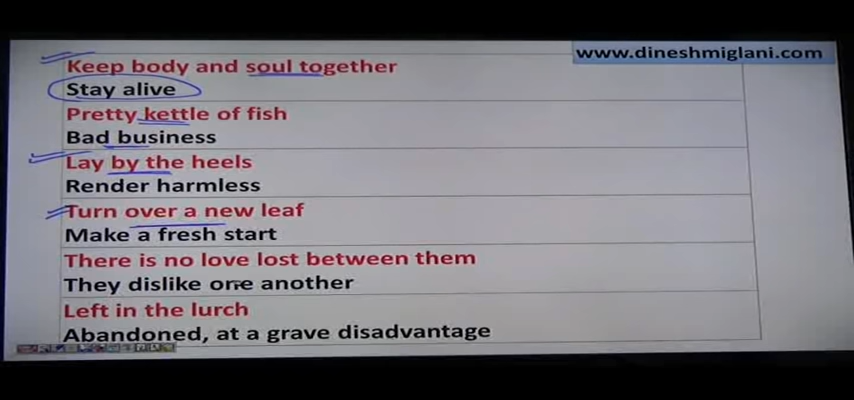 www.dineshmiglani.com
Keep body and soul together
Stay alive
Pretty kettle of fish
Bad business
Lay by the heels
Render harmless
Turn over a new leaf
Make a fresh start
There is no love lost between them
They dislike one another
Left in the lurch
Abandoned, at a grave disadvantage